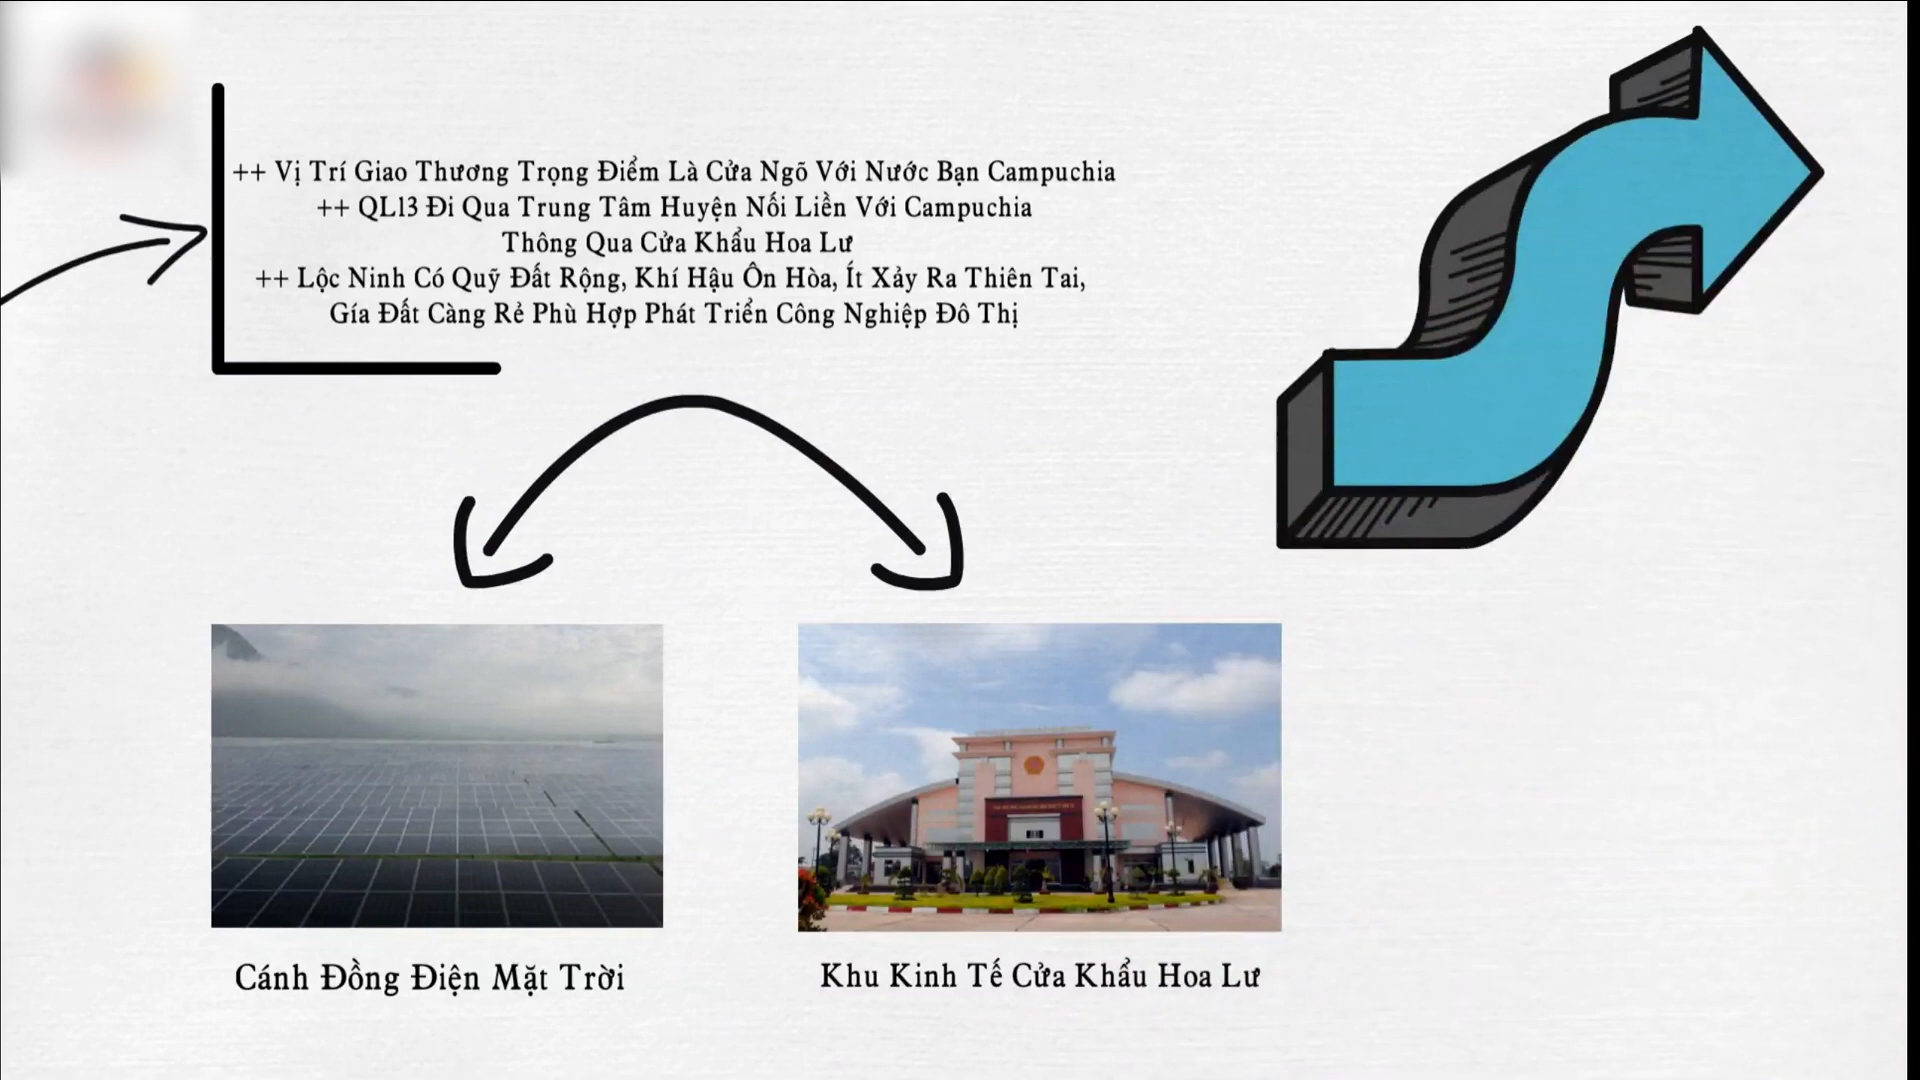 ++ Vị Trí Giao Thương Trọng Điểm Là Cửa Ngõ Với Nước Bạn Campuchia
++ QL13 Đi Qua Trung Tâm Huyện Nối Liền Với Campuchia
Thông Qua Cửa Khẩu Hoa Lư
++ Lộc Ninh Có Quỹ Đất Rộng, Khí Hậu Ôn Hòa, Ít Xảy Ra Thiên Tai,
Gía Đất Càng Rẻ Phù Hợp Phát Triển Công Nghiệp Đô Thị
Cánh Đồng Điện Mặt Trời
Khu Kinh Tế Cửa Khẩu Hoa Lư